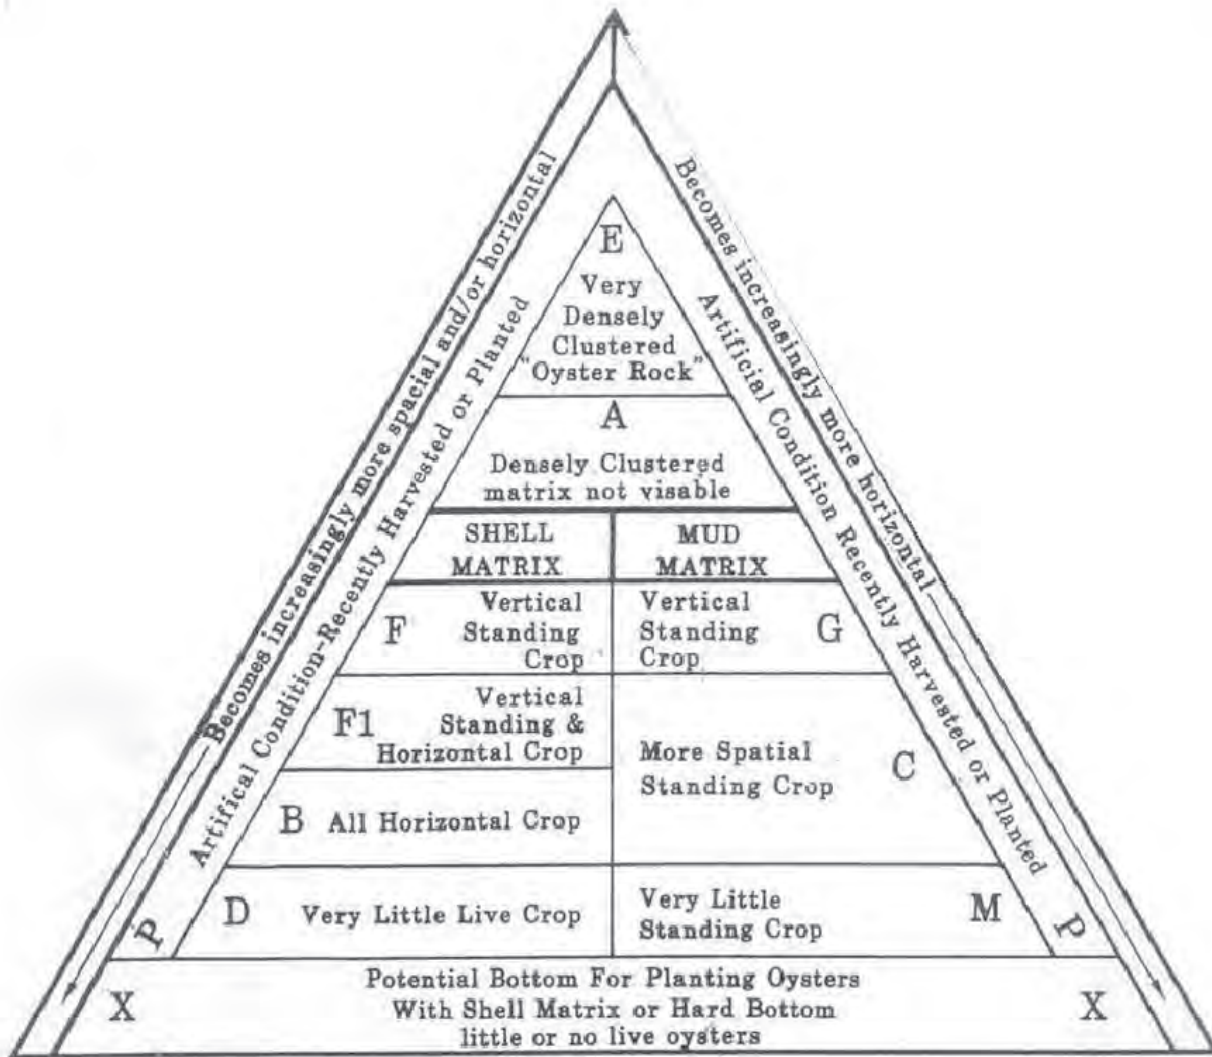 Becomes increasingly more spacial and/or horizontal
Becomes increasingly more horizontal
Artifical Condition-Recently Harvested or Planted
Artificial Condition Recently Harvested or Planted
E
Very
Densely
Clustered
"Oyster Rock"
A
Densely Clustered
matrix not visable
SHELL
MATRIX
MUD
MATRIX
F
Vertical
Standing
Crop
Vertical
Standing
Crop
G
F1
Vertical
Standing &
Horizontal Crop
More Spatial
Standing Crop
C
B All Horizontal Crop
D Very Little Live Crop
Very Little
Standing Crop
M
P
P
X
Potential Bottom For Planting Oysters
With Shell Matrix or Hard Bottom
little or no live oysters
X